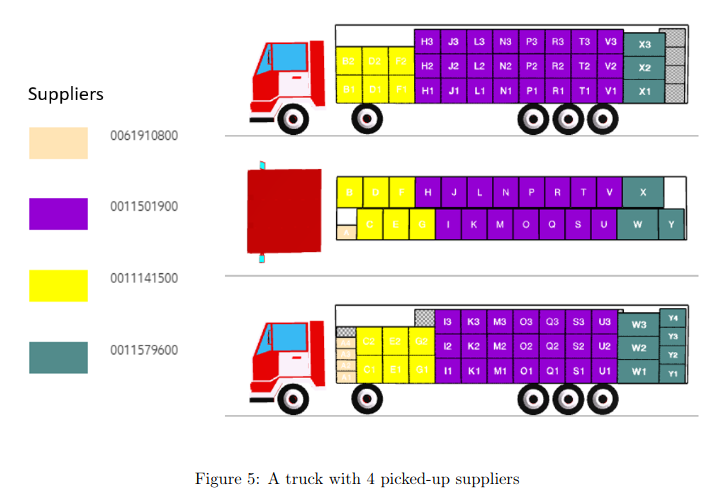 Suppliers
0061910800
0011501900
0011141500
0011579600
H3 J3 L3 N3 P3 R3 T3 V3 X3
B2 D2 F2 H2 J2 L2 N2 P2 R2 T2 V2 X2
B1 D1 F1 H1 J1 L1 N1 P1 R1 T1 V1 X1
B D F H J L N P R T V X
A C E G I K M O Q S U W Y
I3 K3 M3 O3 Q3 S3 U3 W3 Y4
Y3
C2 E2 G2 I2 K2 M2 O2 Q2 S2 U2 W2 Y2
C1 E1 G1 I1 K1 M1 O1 Q1 S1 U1 W1 Y1
Figure 5: A truck with 4 picked-up suppliers